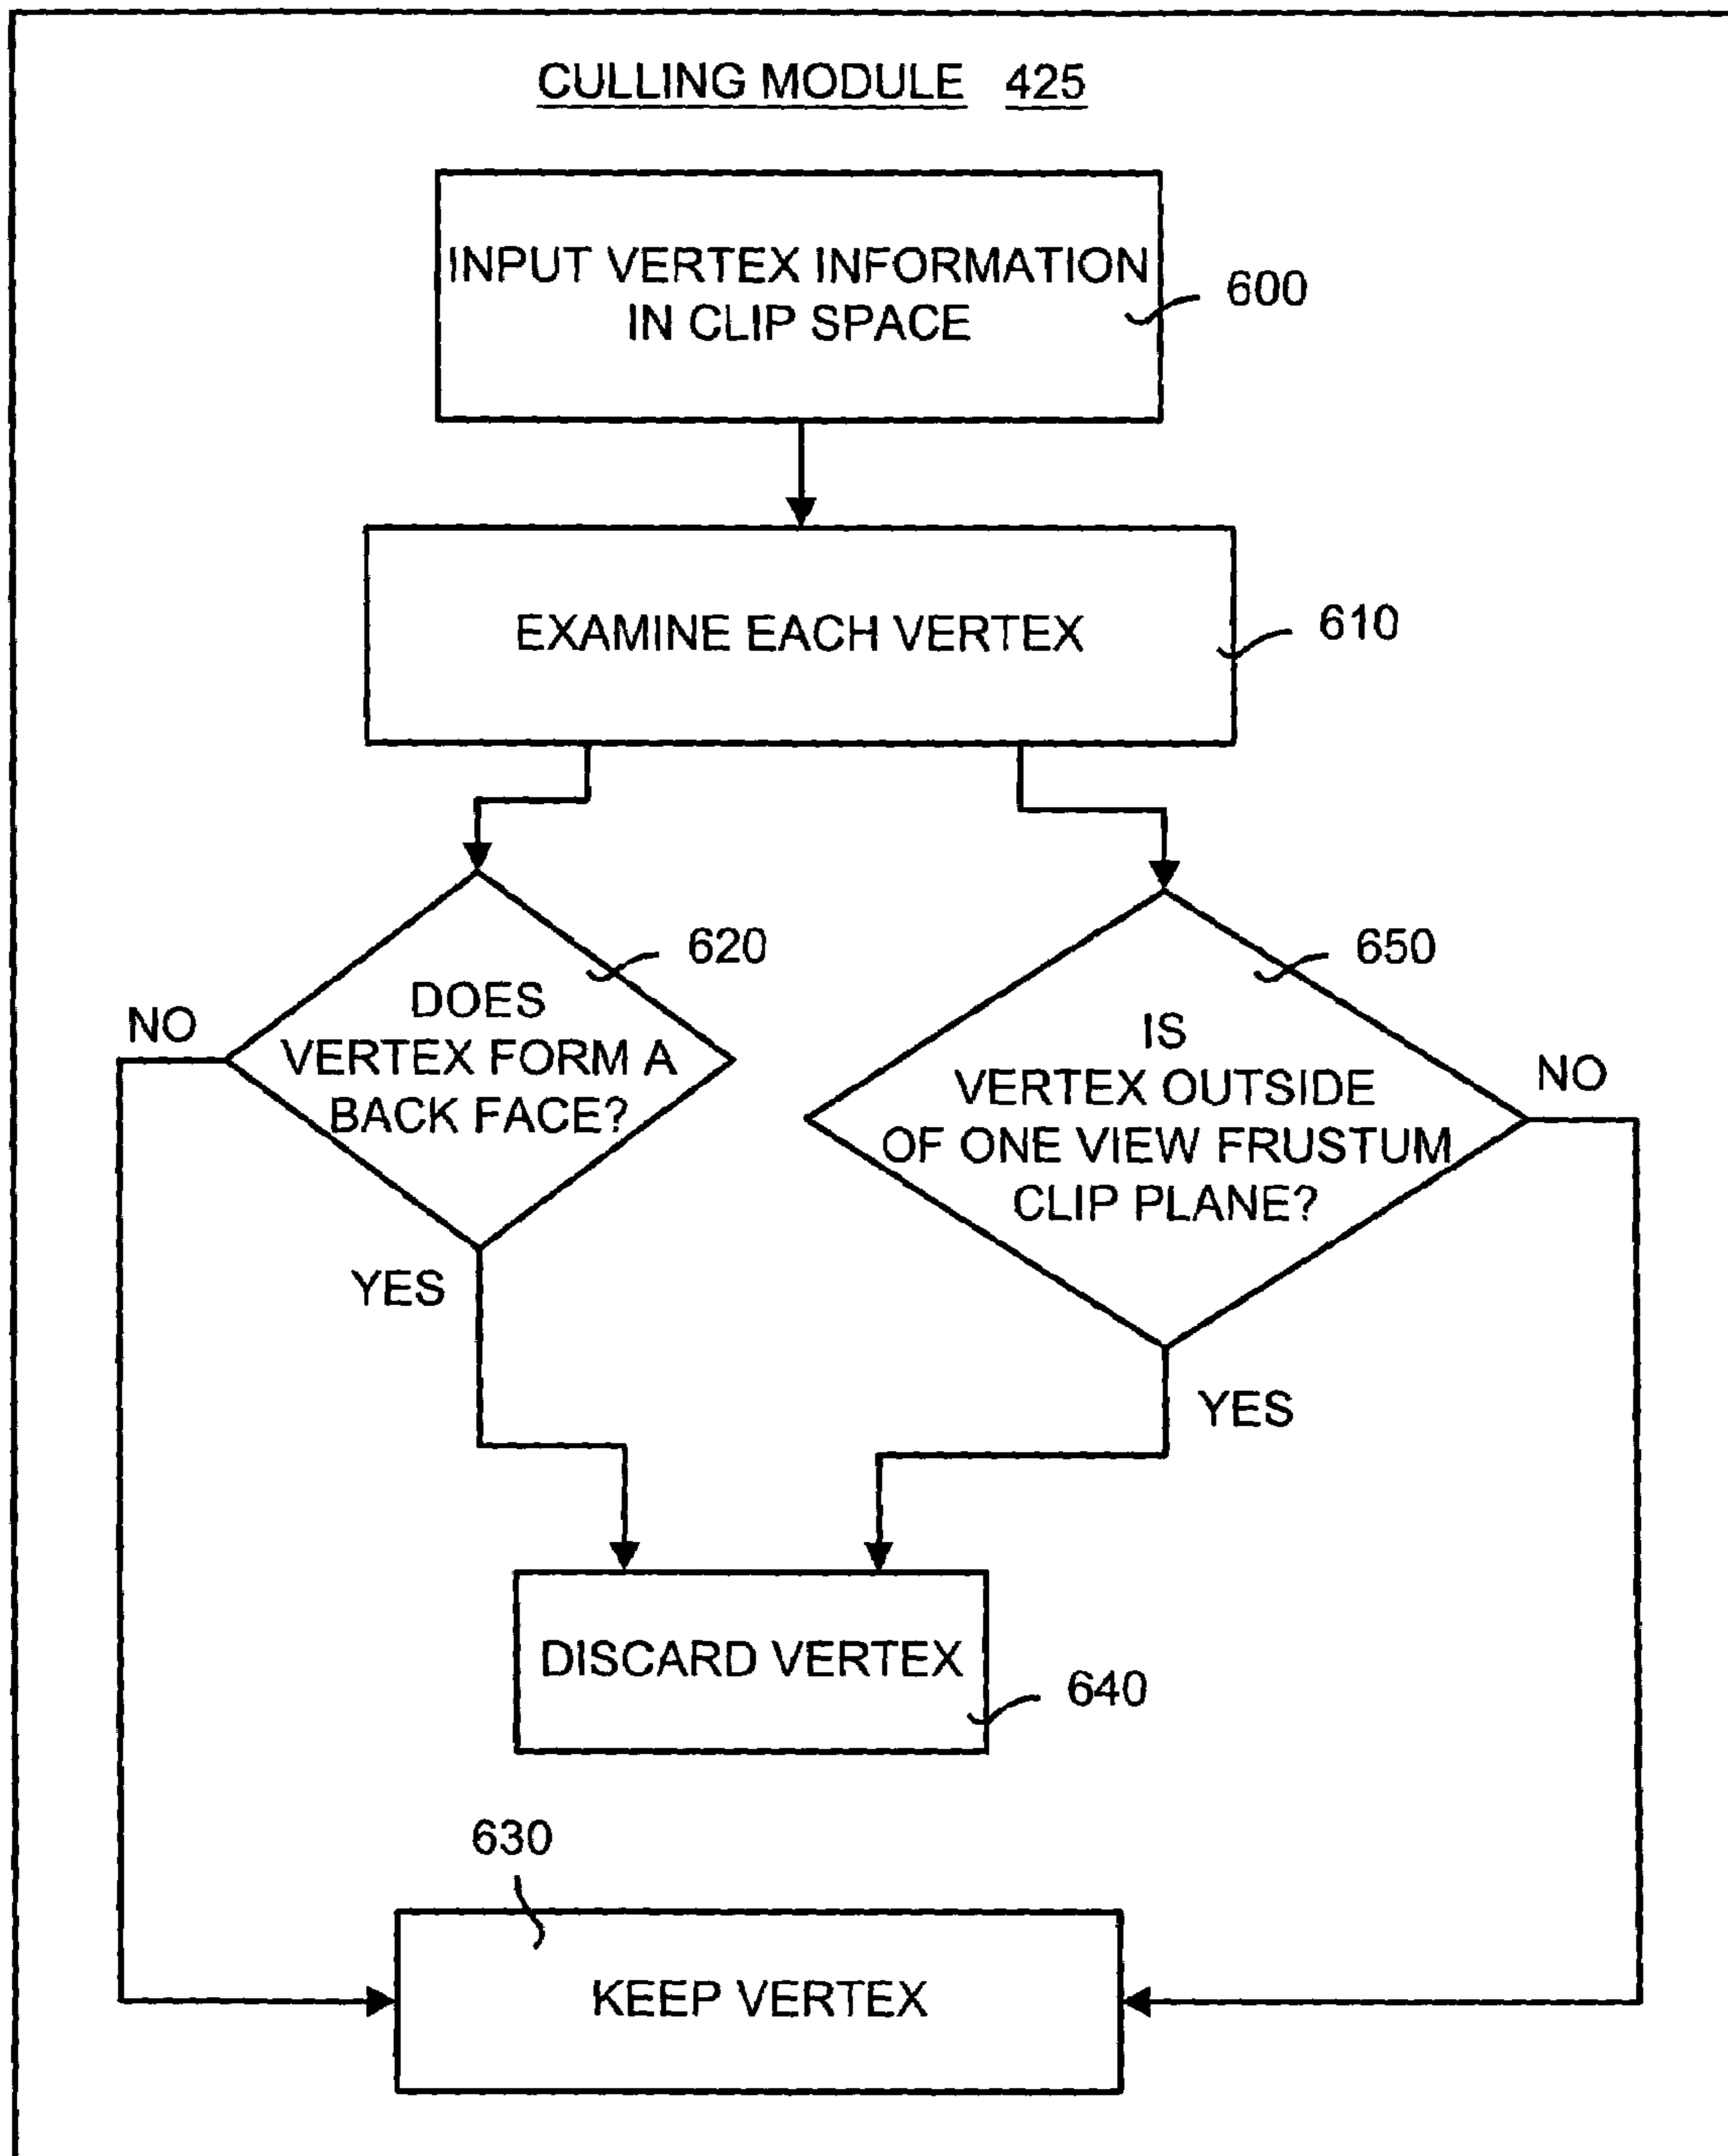 CULLING MODULE 425
INPUT VERTEX INFORMATION
IN CLIP SPACE
600
EXAMINE EACH VERTEX
610
620
DOES
VERTEX FORM A
BACK FACE?
NO
YES
650
IS
VERTEX OUTSIDE
OF ONE VIEW FRUSTUM
CLIP PLANE?
NO
YES
DISCARD VERTEX
640
630
KEEP VERTEX